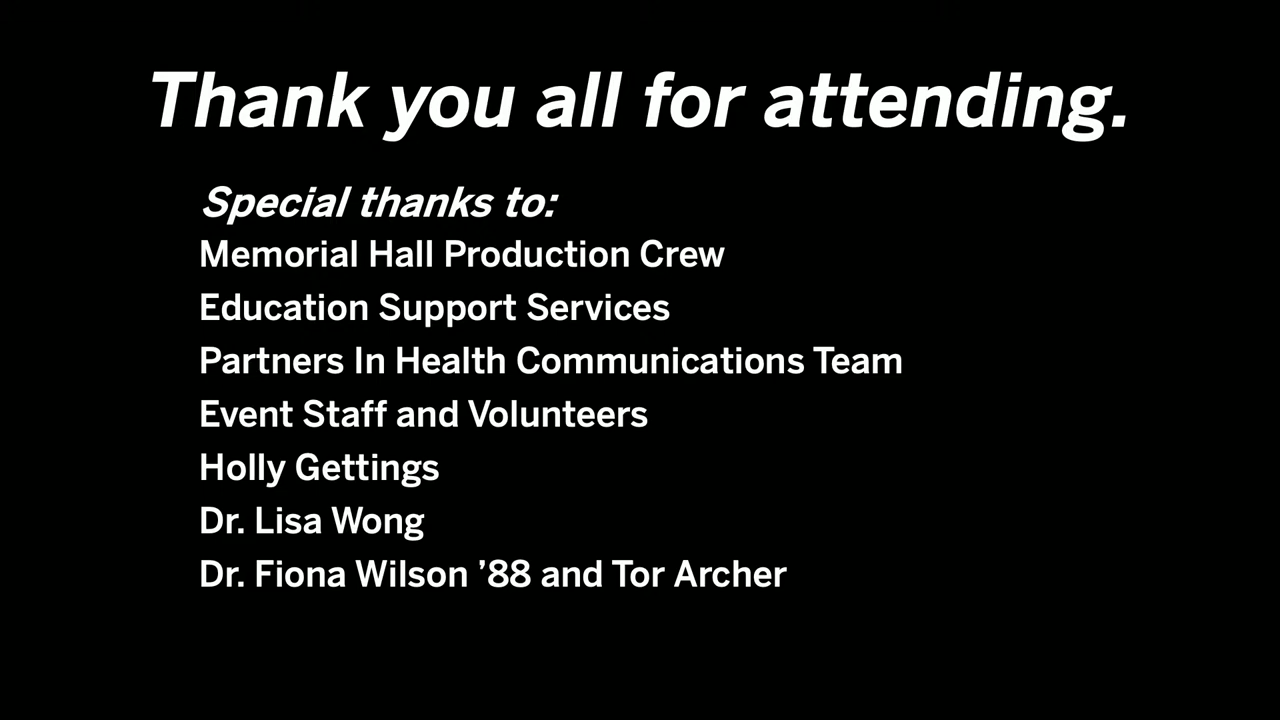 Thank you all for attending.
Special thanks to:
Memorial Hall Production Crew
Education Support Services
Partners In Health Communications Team
Event Staff and Volunteers
Holly Gettings
Dr. Lisa Wong
Dr. Fiona Wilson ’88 and Tor Archer